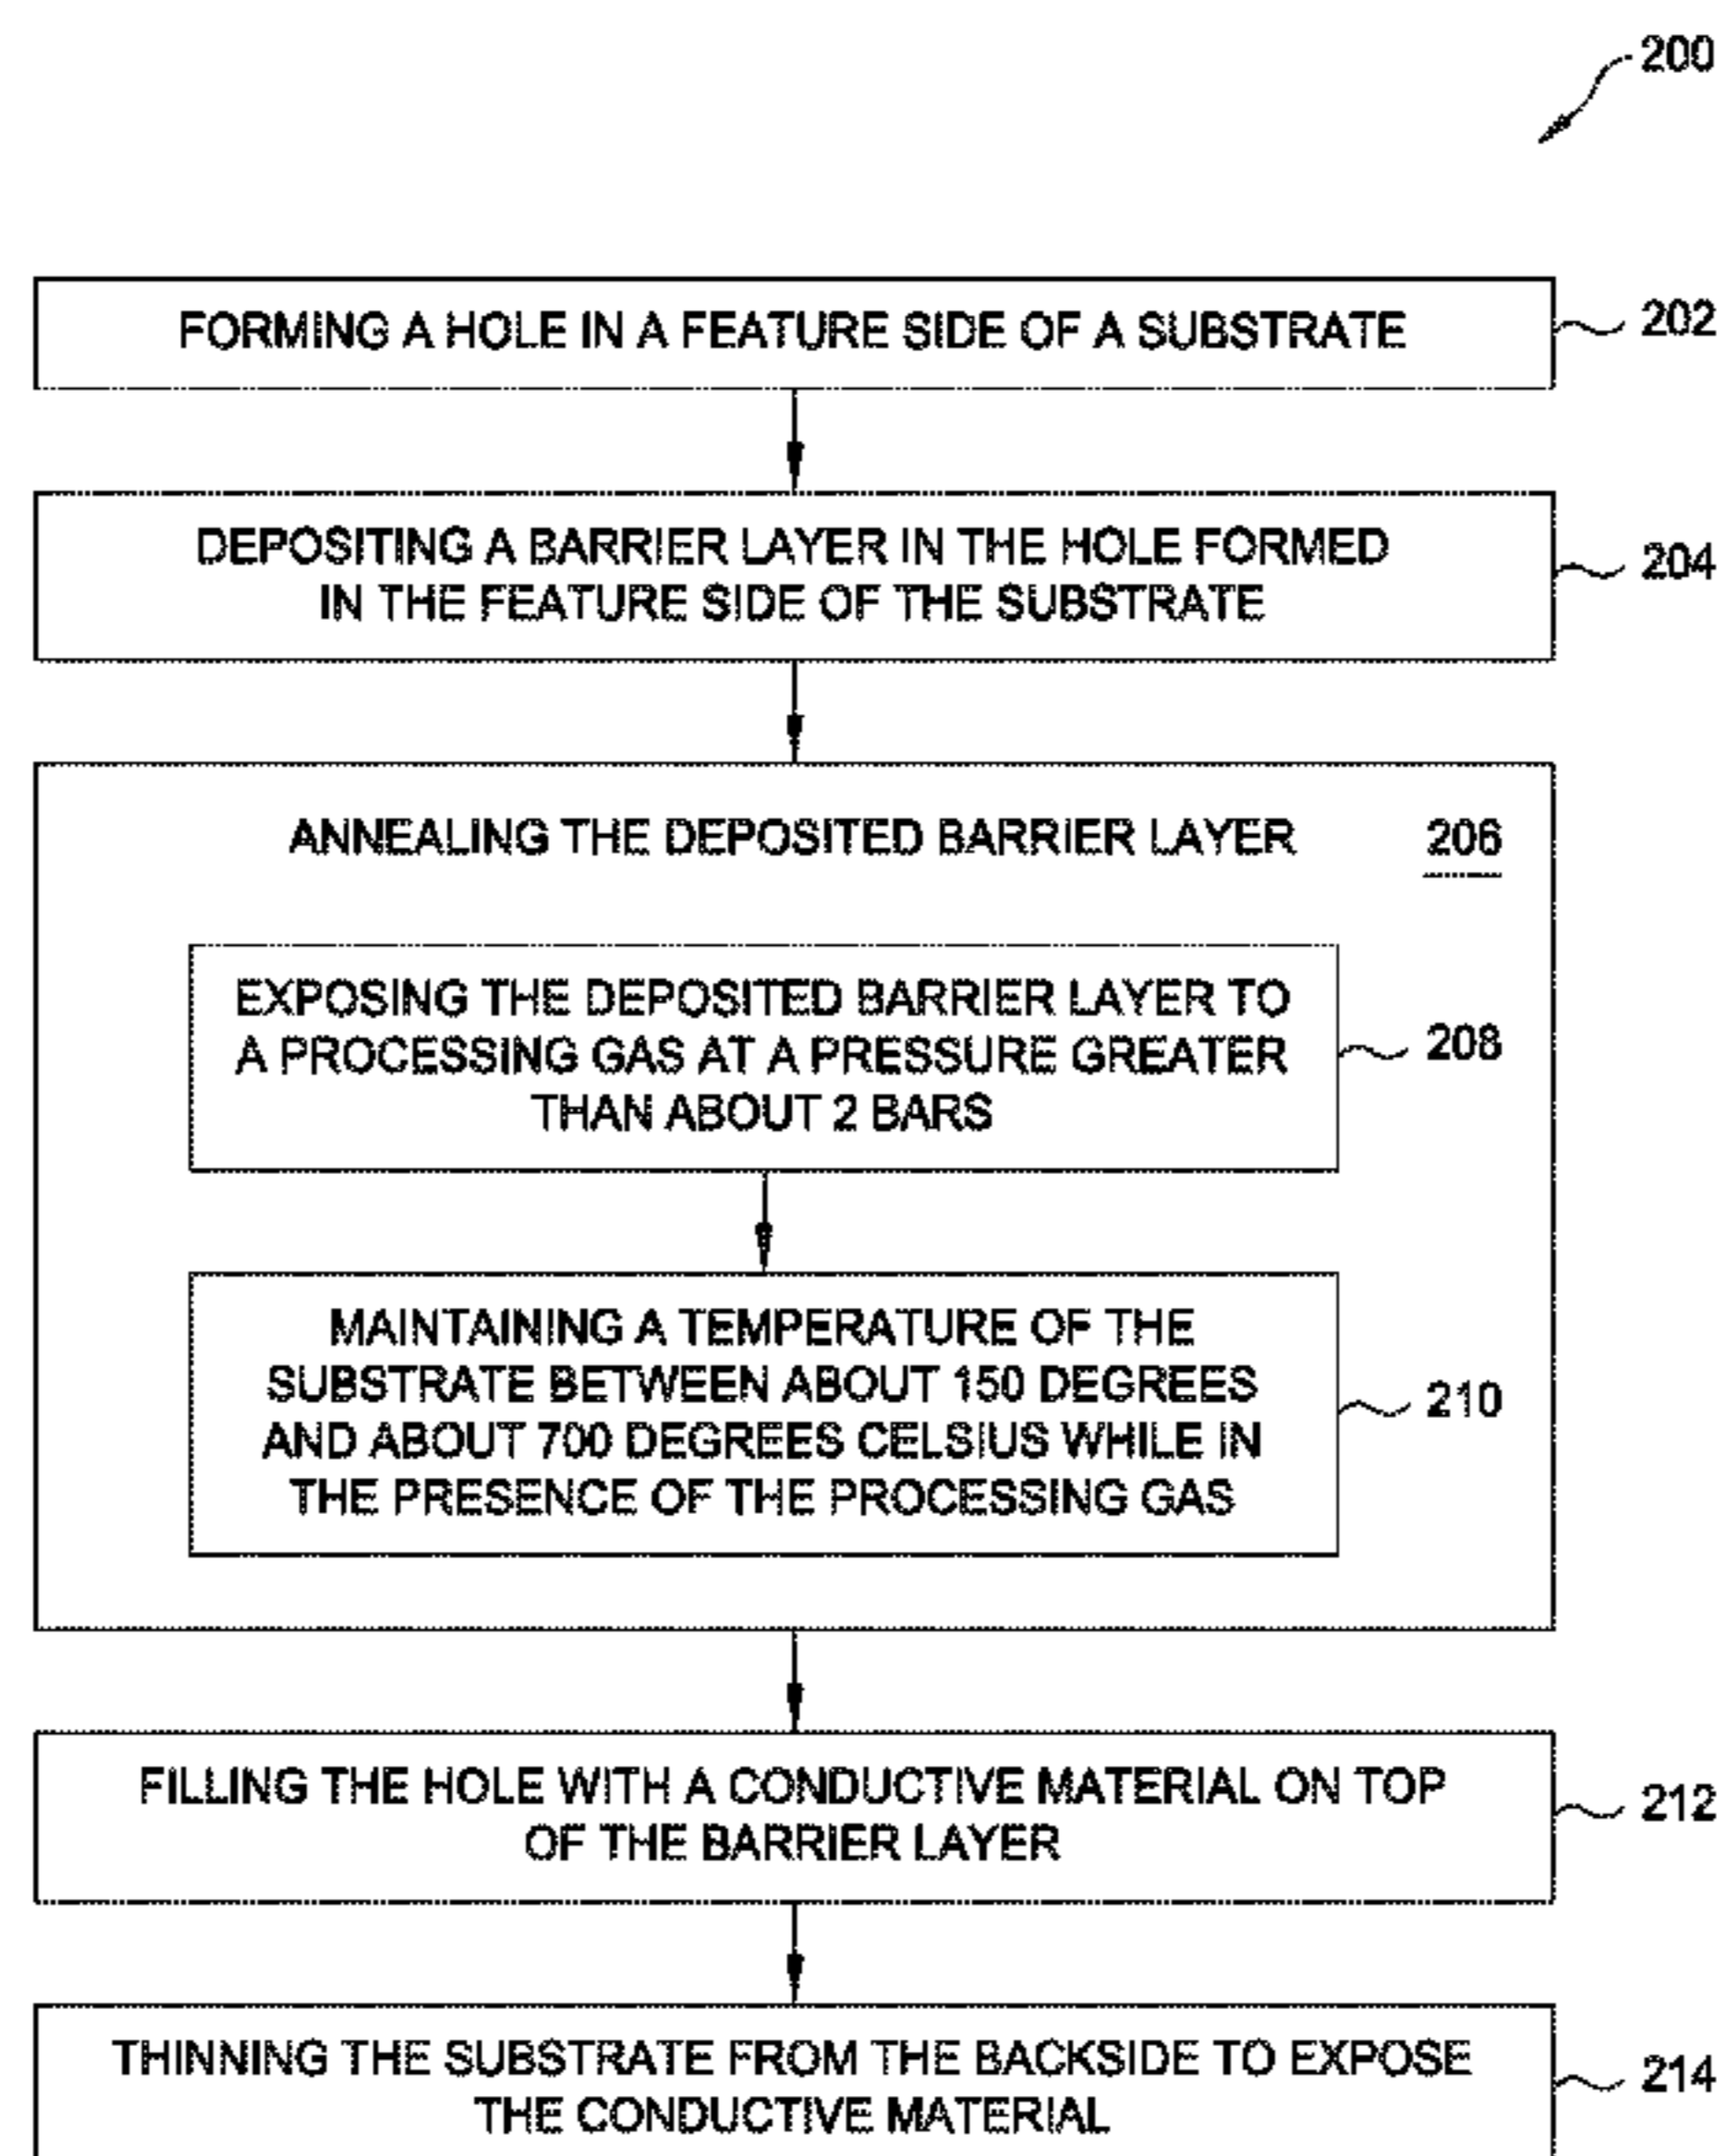 200
FORMING A HOLE IN A FEATURE SIDE OF A SUBSTRATE
202
DEPOSITING A BARRIER LAYER IN THE HOLE FORMED
IN THE FEATURE SIDE OF THE SUBSTRATE
204
ANNEALING THE DEPOSITED BARRIER LAYER
206
EXPOSING THE DEPOSITED BARRIER LAYER TO
A PROCESSING GAS AT A PRESSURE GREATER
THAN ABOUT 2 BARS
208
MAINTAINING A TEMPERATURE OF THE
SUBSTRATE BETWEEN ABOUT 150 DEGREES
AND ABOUT 700 DEGREES CELSIUS WHILE IN
THE PRESENCE OF THE PROCESSING GAS
210
FILLING THE HOLE WITH A CONDUCTIVE MATERIAL ON TOP
OF THE BARRIER LAYER
212
THINNING THE SUBSTRATE FROM THE BACKSIDE TO EXPOSE
THE CONDUCTIVE MATERIAL
214